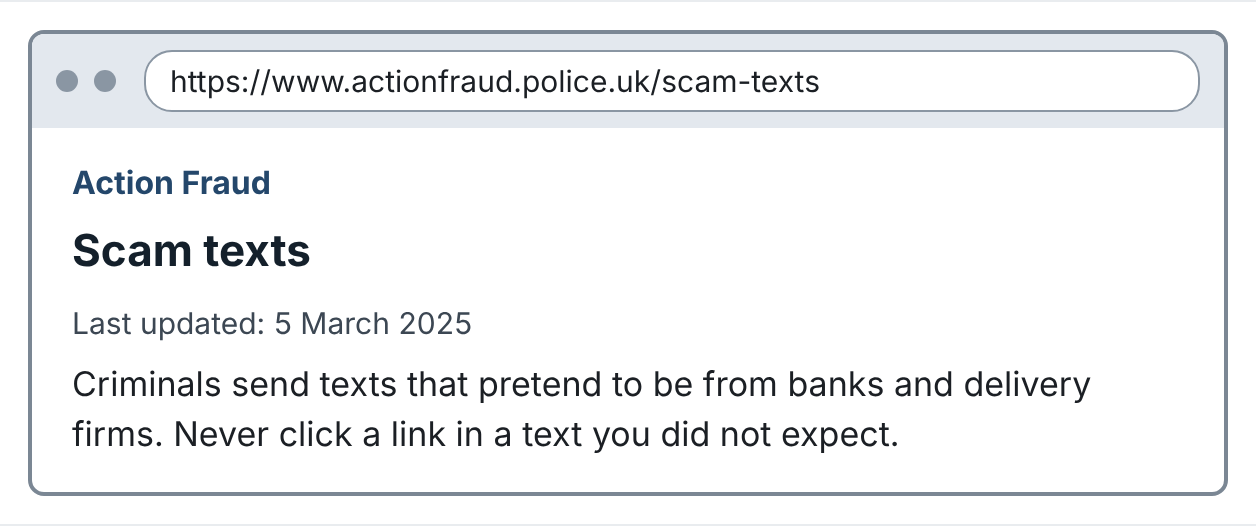 https://www.actionfraud.police.uk/scam-texts
Action Fraud
Scam texts
Last updated: 5 March 2025
Criminals send texts that pretend to be from banks and delivery
firms. Never click a link in a text you did not expect.